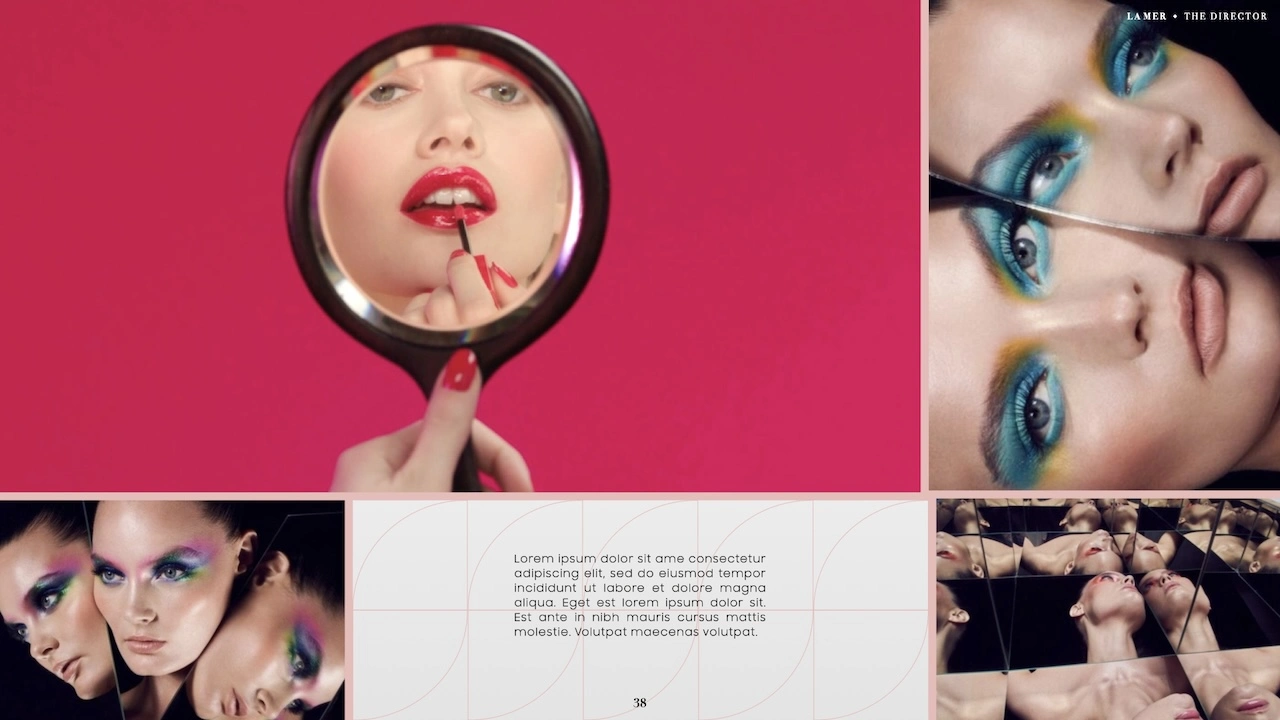 LAMER • THE DIRECTOR
Lorem ipsum dolor sit ame consectetur
adipiscing elit, sed do eiusmod tempor
incididunt ut labore et dolore magna
aliqua. Eget est lorem ipsum dolor sit.
Est ante in nibh mauris cursus mattis
molestie. Volutpat maecenas volutpat.
38